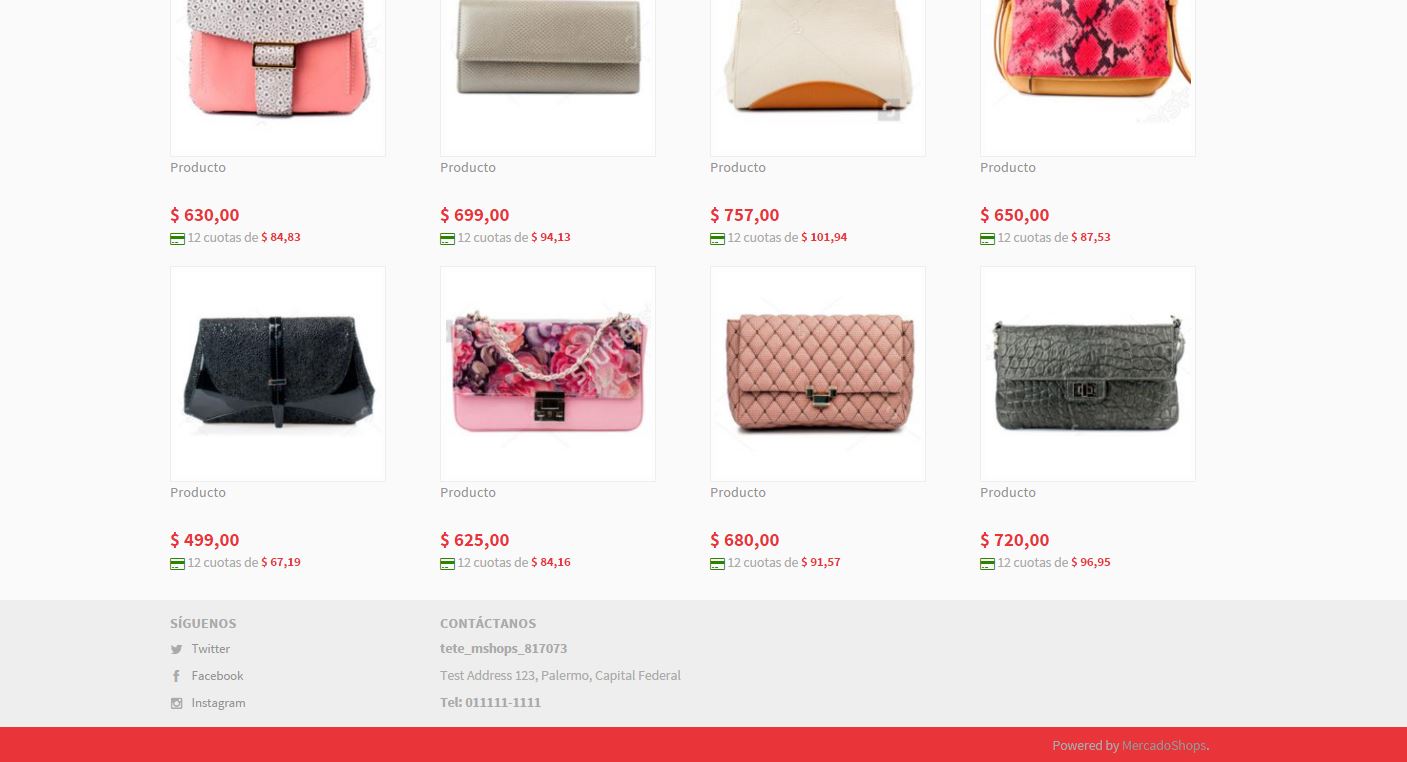 Producto
Producto
Producto
Producto
$ 630,00
$ 699,00
$ 757,00
$ 650,00
12 cuotas de $ 84,83
12 cuotas de $ 94,13
12 cuotas de $ 101,94
12 cuotas de $ 87,53
Producto
Producto
Producto
Producto
$ 499,00
$ 625,00
$ 680,00
$ 720,00
12 cuotas de $ 67,19
12 cuotas de $ 84,16
12 cuotas de $ 91,57
12 cuotas de $ 96,95
SÍGUENOS
Twitter
Facebook
Instagram
CONTÁCTANOS
tete_mshops_817073
Test Address 123, Palermo, Capital Federal
Tel: 011111-1111
Powered by MercadoShops.